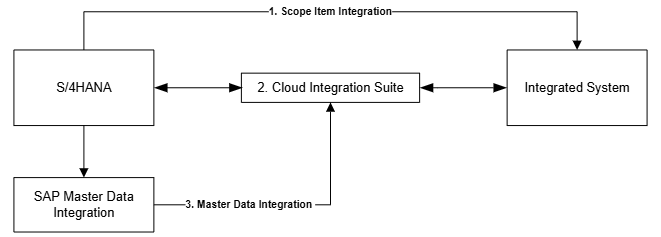 1. Scope Item Integration
S/4HANA
2. Cloud Integration Suite
Integrated System
SAP Master Data
Integration
3. Master Data Integration